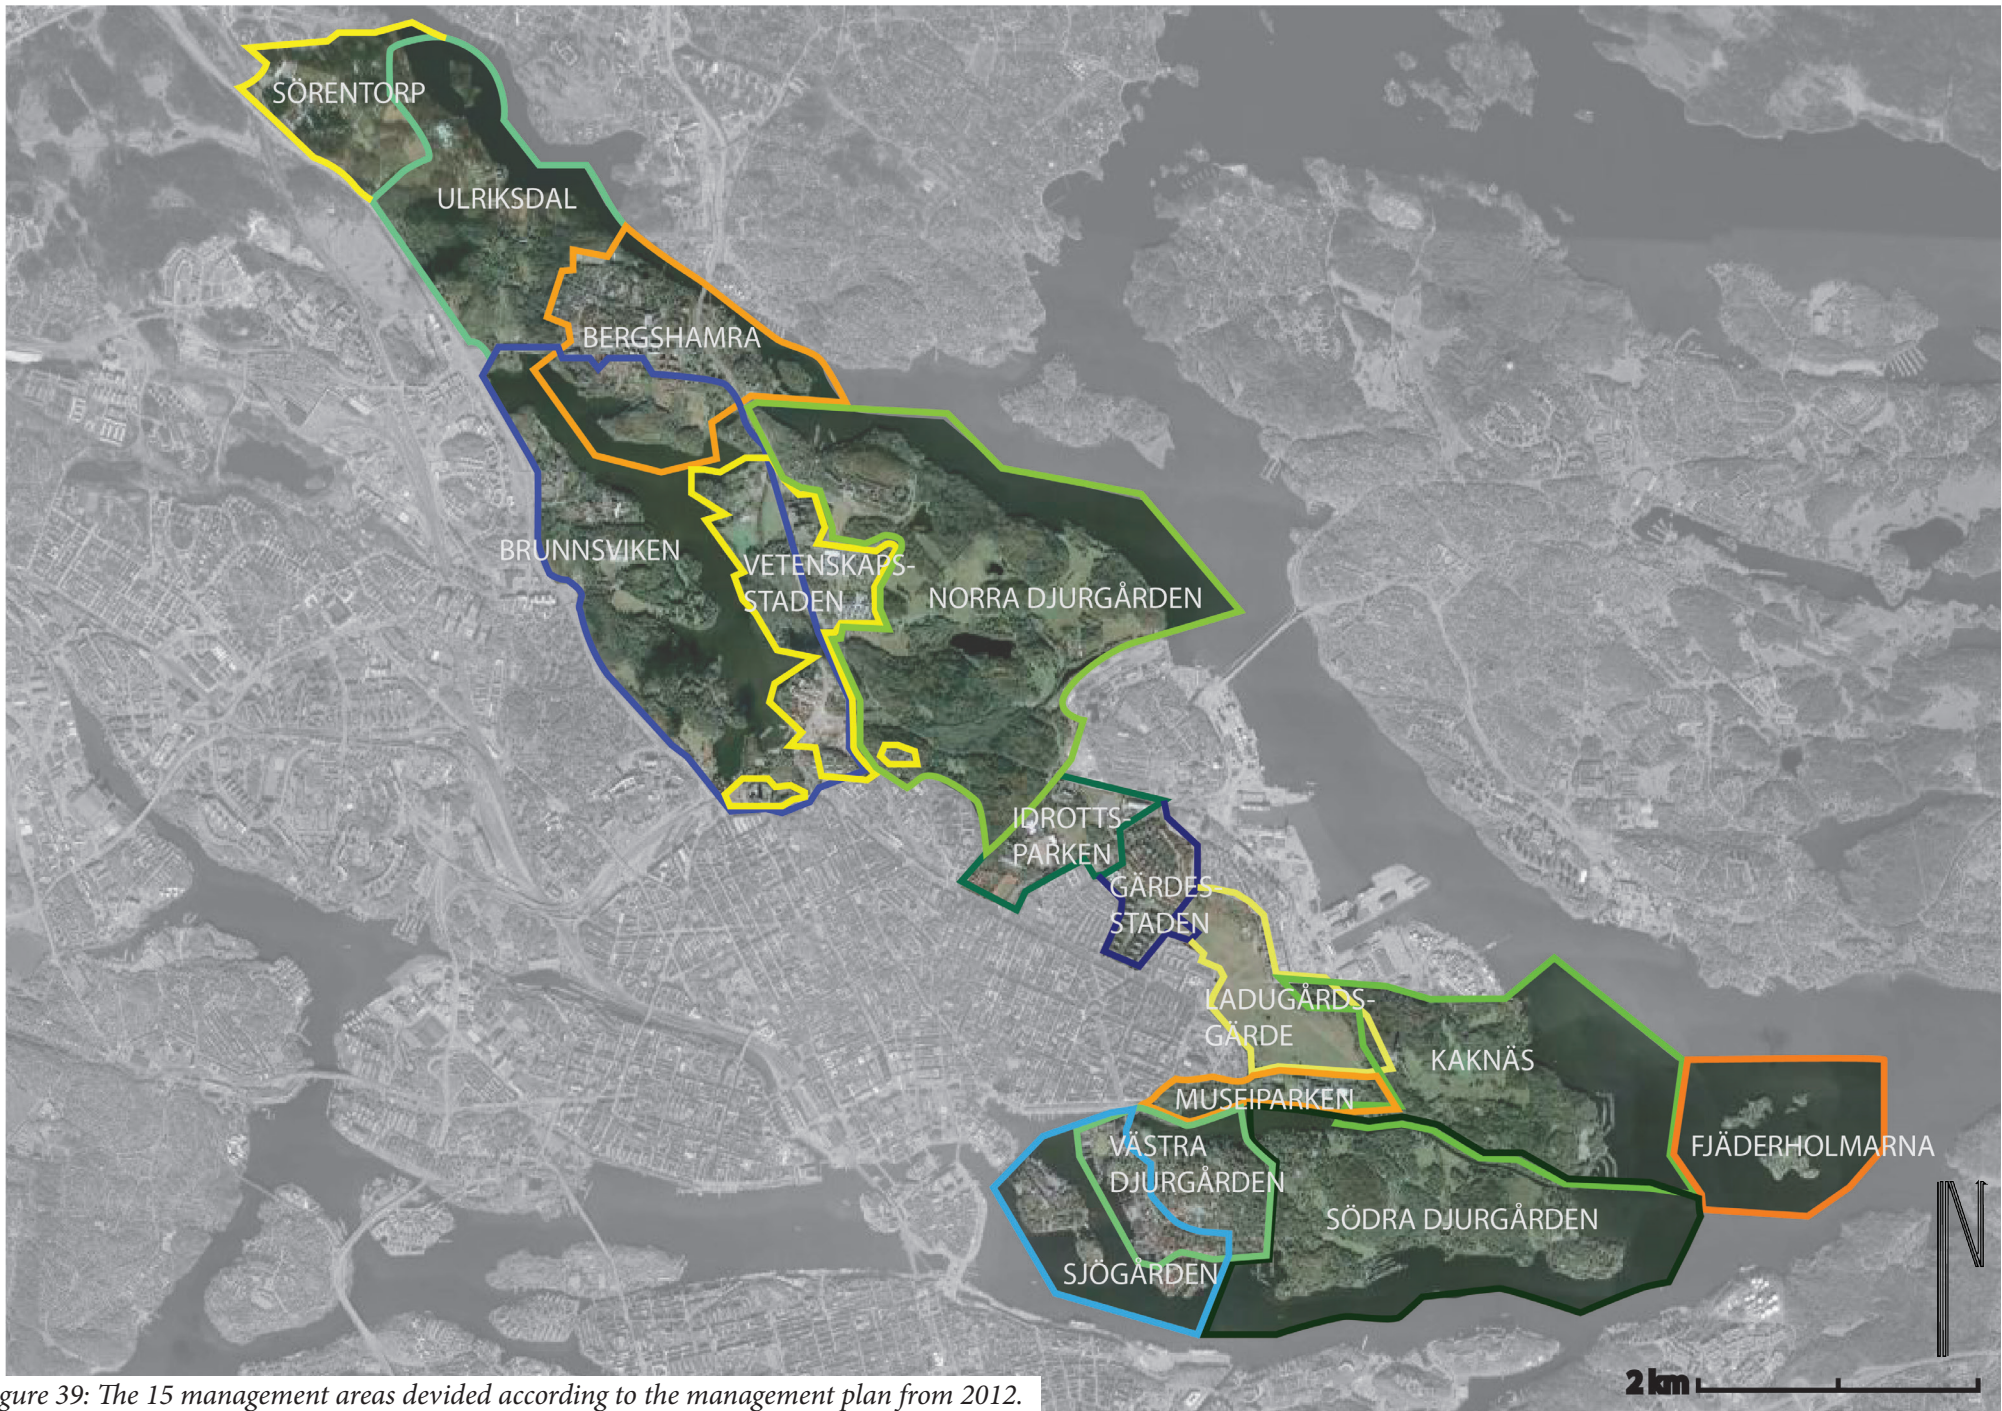 SÖRENTORP
ULRIKSDAL
BERGSHAMRA
BRUNNSVIKEN
VETENSKAPS-
STADEN
NORRA DJURGÅRDEN
IDROTTS-
PARKEN
GÄRDES
STADEN
LADUGÅRDS-
GÄRDE
KAKNÄS
MUSEIPARKEN
VÄSTRA
DJURGÅRDEN
FJÄDERHOLMARNA
SÖDRA DJURGÅRDEN
SJÖGÅRDEN
N
2 km
gure 39: The 15 management areas devided according to the management plan from 2012.